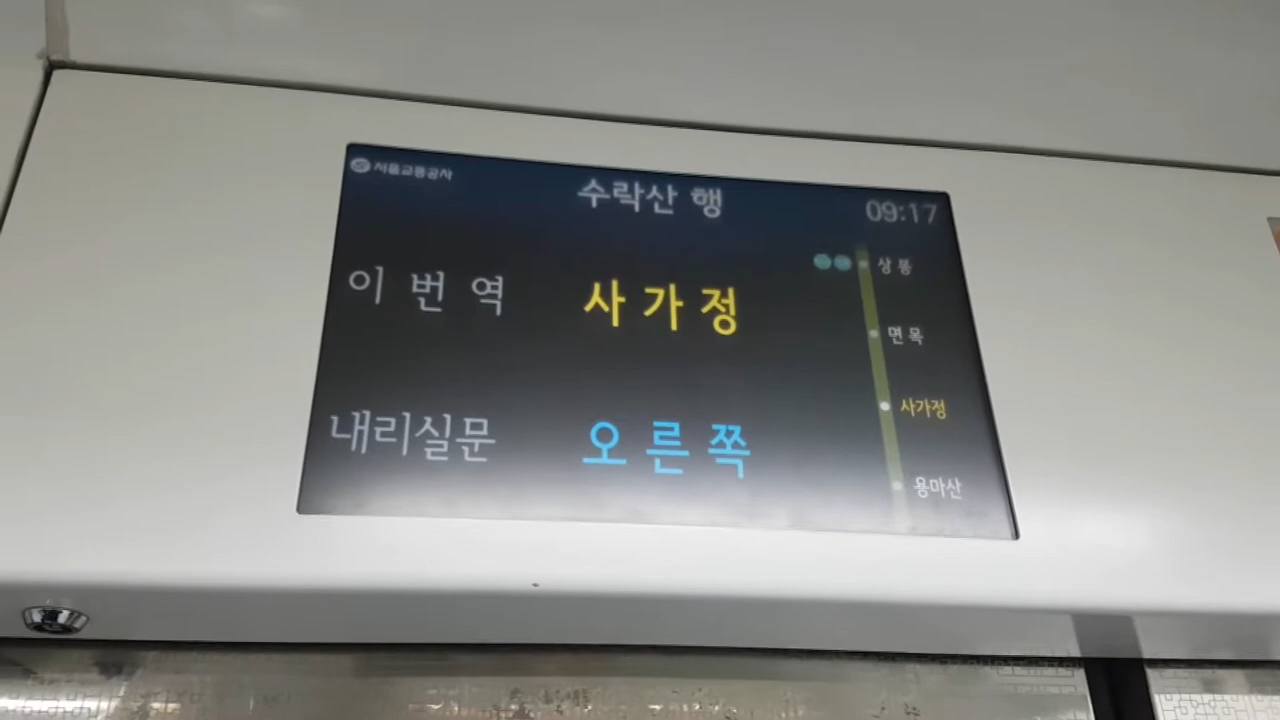 서울교통공사
수락산 행
09:17
이번역 사가정
내리실문 오른쪽
상봉
면목
사가정
용마산